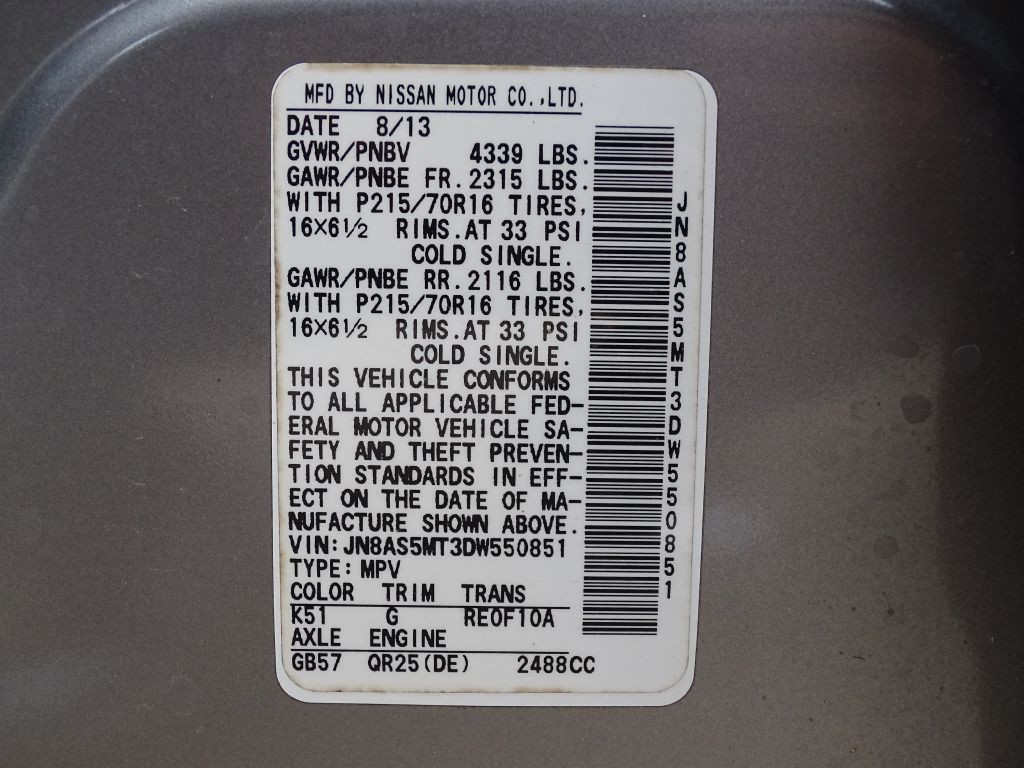 MFD BY NISSAN MOTOR CO.,LTD.
DATE 8/13
GVWR/PNBV 4339 LBS.
GAWR/PNBE FR. 2315 LBS.
WITH P215/70R16 TIRES,
16×6 1/2 RIMS.AT 33 PSI
COLD SINGLE.
GAWR/PNBE RR. 2116 LBS.
WITH P215/70R16 TIRES,
16×6 1/2 RIMS.AT 33 PSI
COLD SINGLE.
THIS VEHICLE CONFORMS
TO ALL APPLICABLE FED-
ERAL MOTOR VEHICLE SA-
FETY AND THEFT PREVEN-
TION STANDARDS IN EFF-
ECT ON THE DATE OF MA-
NUFACTURE SHOWN ABOVE.
VIN:JN8AS5MT3DW550851
TYPE:MPV
COLOR TRIM TRANS
K51 G RE0F10A
AXLE ENGINE
GB57 QR25(DE) 2488CC
JN8AS5MT3DW550851